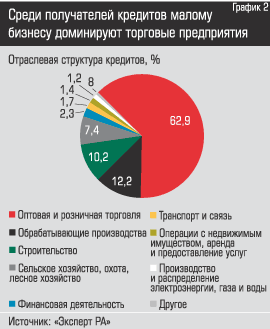 График 2
Среди получателей кредитов малому
бизнесу доминируют торговые предприятия
Отраслевая структура кредитов, %
1,2
8
1,4
1,7
2,3
7,4
10,2
12,2
62,9
Оптовая и розничная торговля
Обрабатывающие производства
Строительство
Сельское хозяйство, охота,
лесное хозяйство
Финансовая деятельность
Транспорт и связь
Операции с недвижимым
имуществом, аренда
и предоставление услуг
Производство
и распределение
электроэнергии, газа и воды
Другое
Источник: «Эксперт РА»